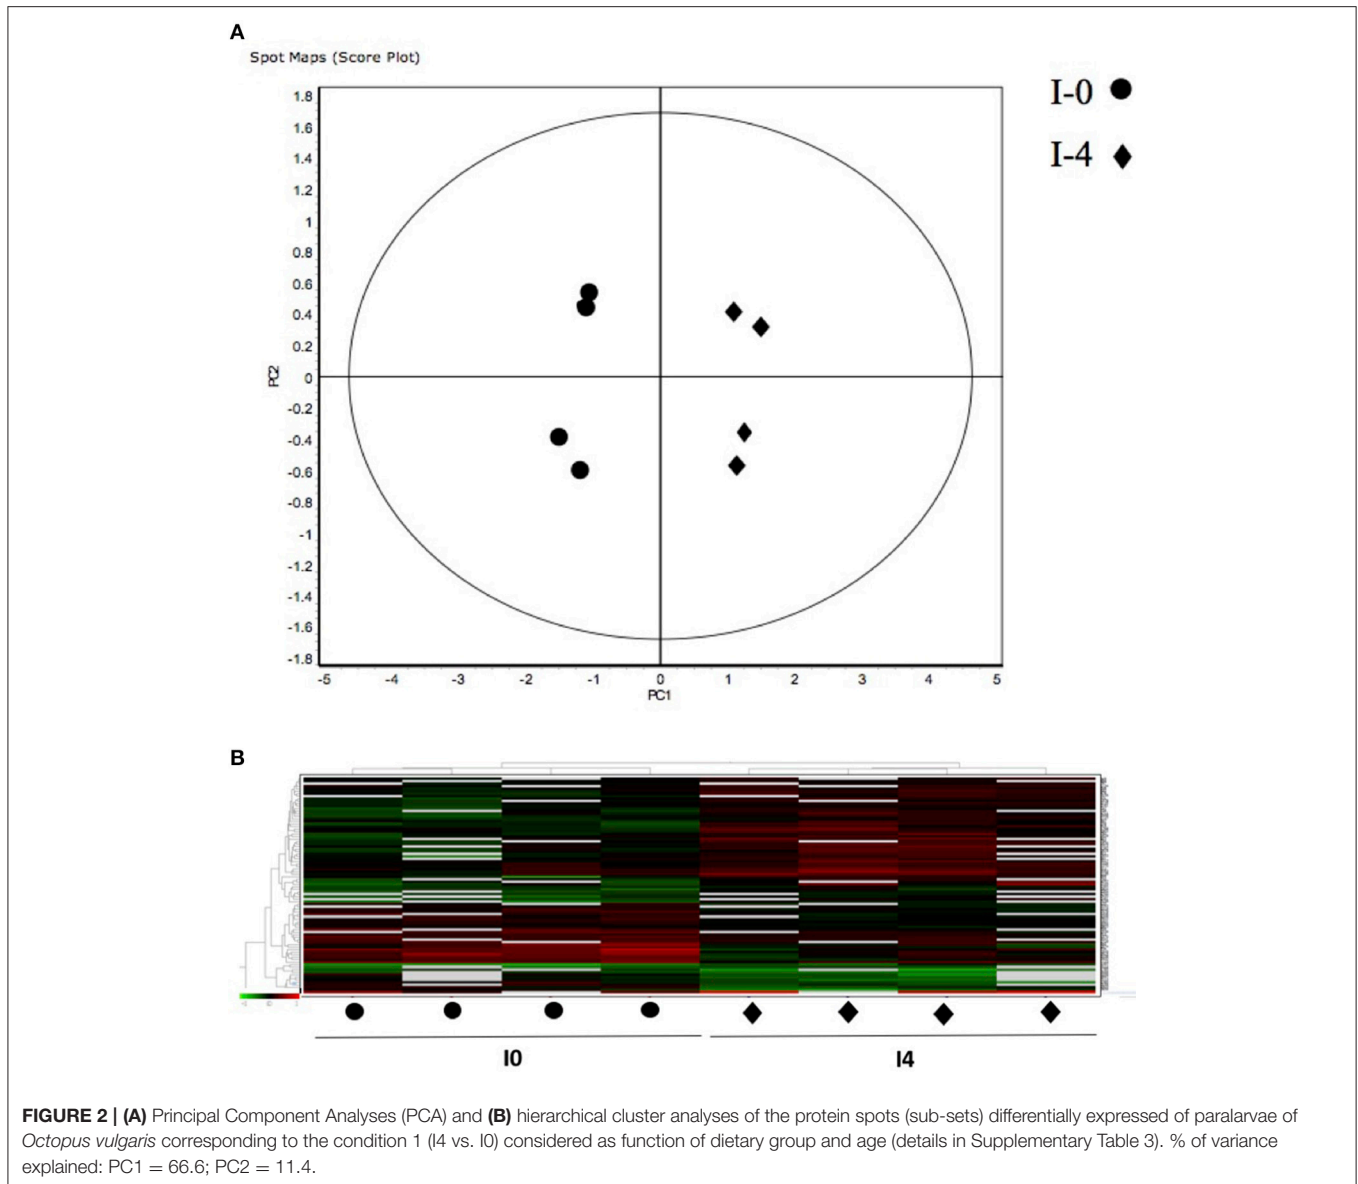 A
Spot Maps (Score Plot)
I-0
I-4
1.8
1.6
1.4
1.2
1
0.8
0.6
0.4
0.2
0
-0.2
-0.4
-0.6
-0.8
-1
-1.2
-1.4
-1.6
-1.8
PC2
-5 -4 -3 -2 -1 0 1 2 3 4 5
PC1
B
I0 I4
FIGURE 2 | (A) Principal Component Analyses (PCA) and (B) hierarchical cluster analyses of the protein spots (sub-sets) differentially expressed of paralarvae of
Octopus vulgaris corresponding to the condition 1 (I4 vs. I0) considered as function of dietary group and age (details in Supplementary Table 3). % of variance
explained: PC1 = 66.6; PC2 = 11.4.